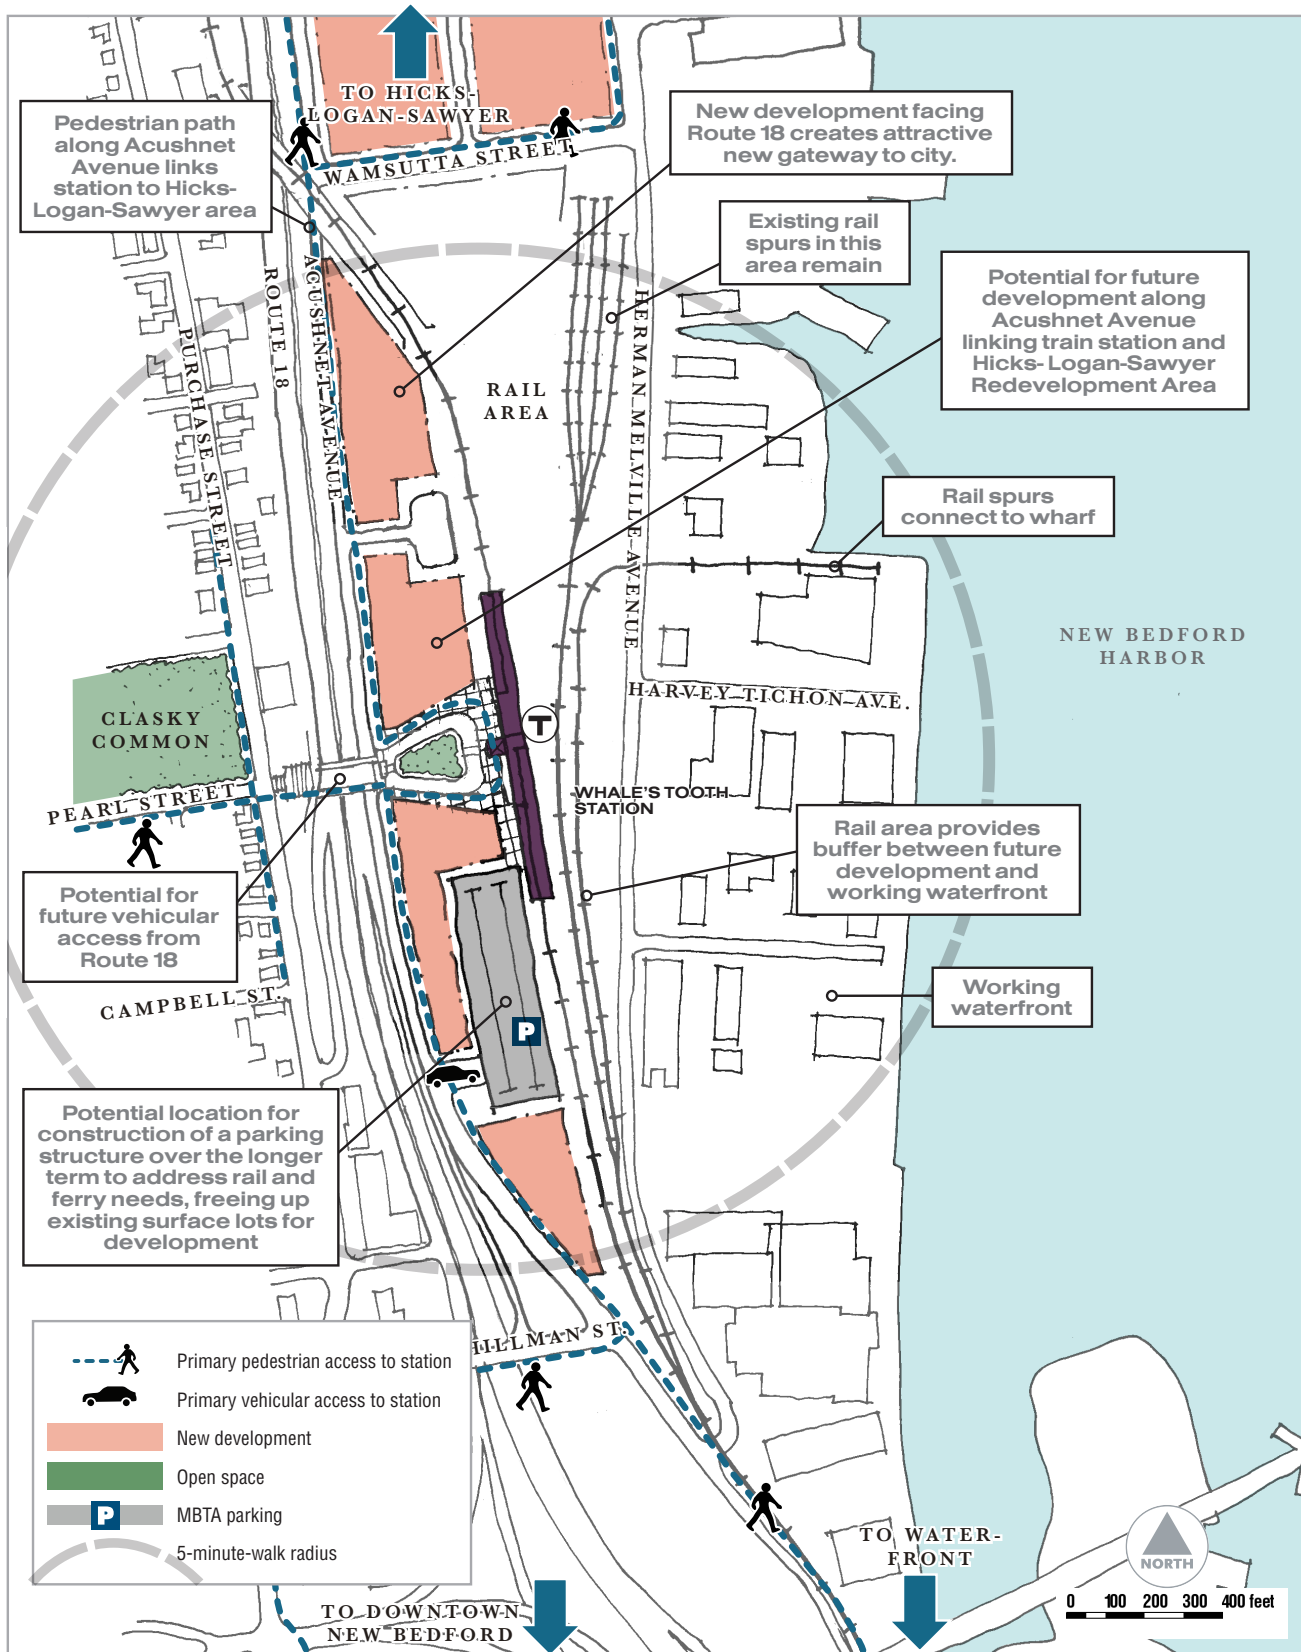 TO HICKS-
LOGAN-SAWYER
Pedestrian path
along Acushnet
Avenue links
station to Hicks-
Logan-Sawyer area
New development facing
Route 18 creates attractive
new gateway to city.
WAMSUTTA STREET
Existing rail
spurs in this
area remain
Potential for future
development along
Acushnet Avenue
linking train station and
Hicks- Logan-Sawyer
Redevelopment Area
ROUTE 18
ACUSHNET AVENUE
PURCHASE STREET
HERMAN MELVILLE AVENUE
RAIL
AREA
Rail spurs
connect to wharf
NEW BEDFORD
HARBOR
HARVEY TICHON AVE.
CLASKY
COMMON
T
PEARL STREET
WHALE'S TOOTH
STATION
Rail area provides
buffer between future
development and
working waterfront
Potential for
future vehicular
access from
Route 18
Working
waterfront
CAMPBELL ST.
P
Potential location for
construction of a parking
structure over the longer
term to address rail and
ferry needs, freeing up
existing surface lots for
development
HILLMAN ST.
Primary pedestrian access to station
Primary vehicular access to station
New development
Open space
P
MBTA parking
5-minute-walk radius
TO WATER-
FRONT
NORTH
0 100 200 300 400 feet
TO DOWNTOWN
NEW BEDFORD